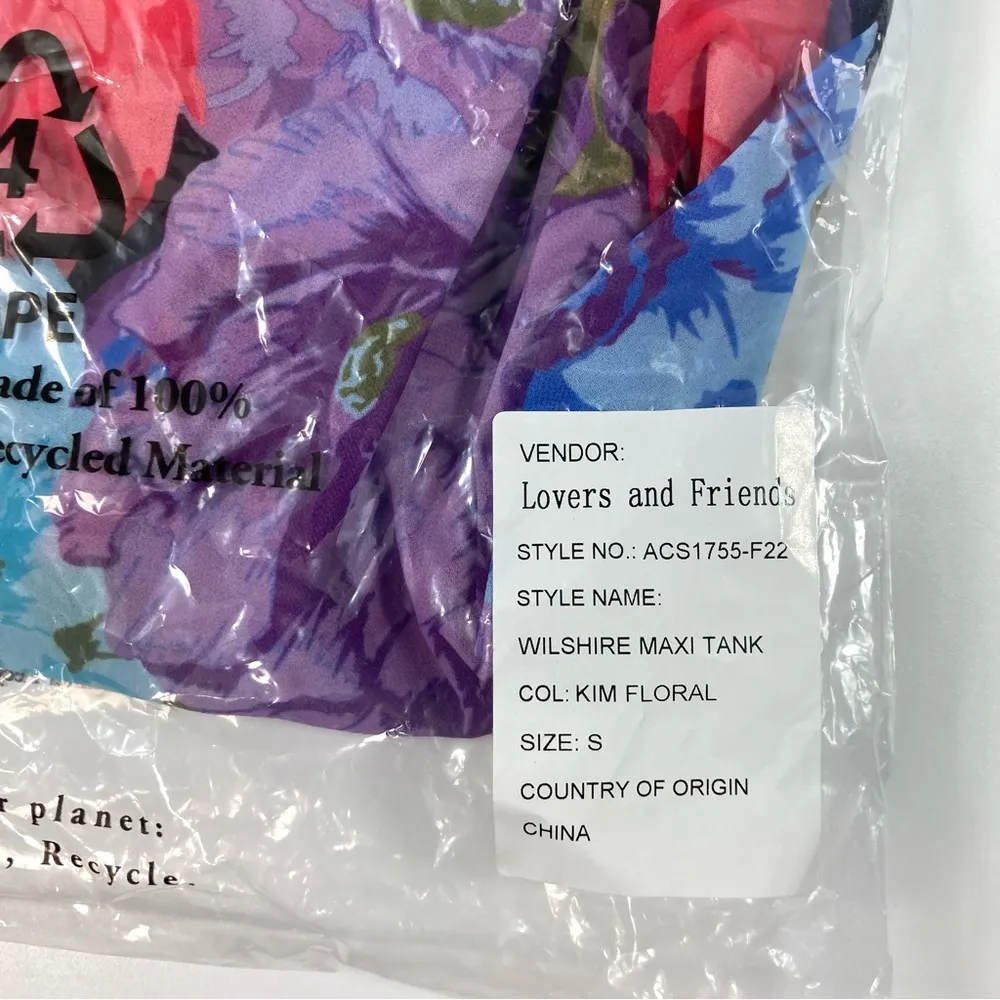 4
PE
ade of 100%
ecycled Material
r planet:
, Recycle.
VENDOR:
Lovers and Friends
STYLE NO.: ACS1755-F22
STYLE NAME:
WILSHIRE MAXI TANK
COL: KIM FLORAL
SIZE: S
COUNTRY OF ORIGIN
CHINA